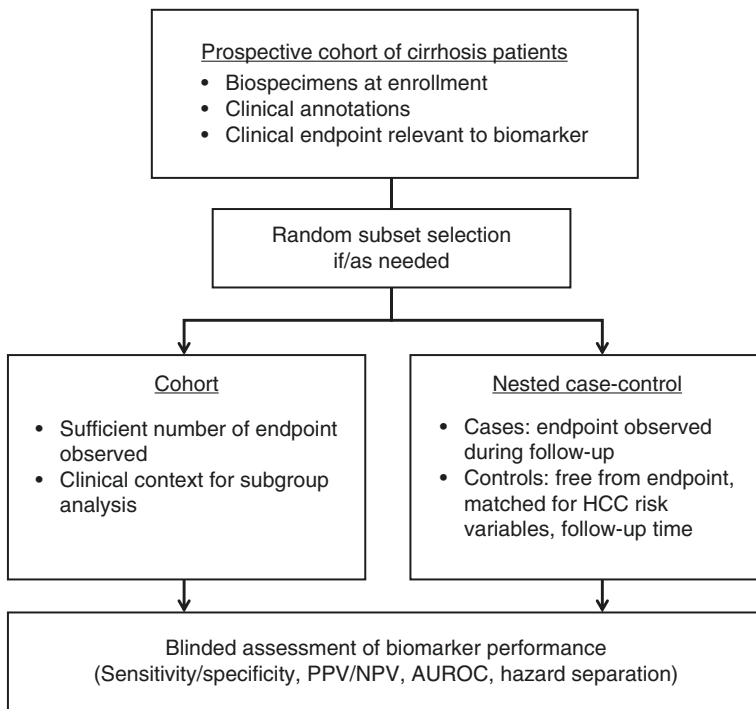 Prospective cohort of cirrhosis patients
• Biospecimens at enrollment
• Clinical annotations
• Clinical endpoint relevant to biomarker
Random subset selection
if/as needed
Cohort
• Sufficient number of endpoint
observed
• Clinical context for subgroup
analysis
Nested case-control
• Cases: endpoint observed
during follow-up
• Controls: free from endpoint,
matched for HCC risk
variables, follow-up time
Blinded assessment of biomarker performance
(Sensitivity/specificity, PPV/NPV, AUROC, hazard separation)